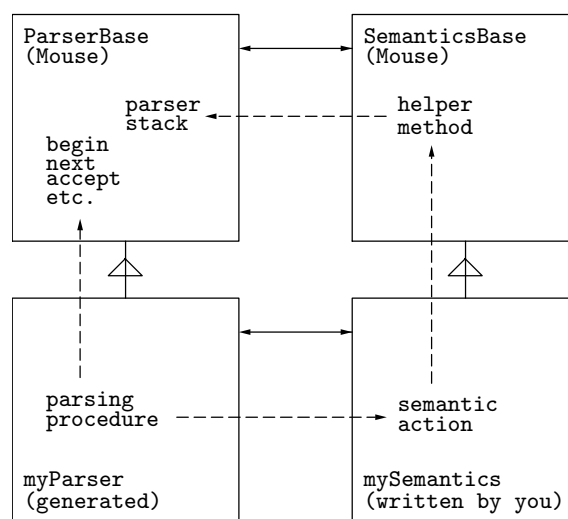 ParserBase
(Mouse)
SemanticsBase
(Mouse)
parser
stack
helper
method
begin
next
accept
etc.
parsing
procedure
semantic
action
myParser
(generated)
mySemantics
(written by you)